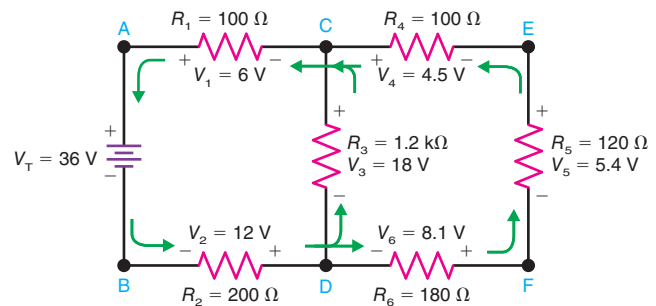 R1 = 100 Ω
R4 = 100 Ω
A
C
E
+ − + −
V1 = 6 V
V4 = 4.5 V
+
+
+
VT = 36 V
R3 = 1.2 kΩ
V3 = 18 V
R5 = 120 Ω
V5 = 5.4 V
−
−
−
V2 = 12 V
V6 = 8.1 V
− + − +
B
D
F
R2 = 200 Ω
R6 = 180 Ω